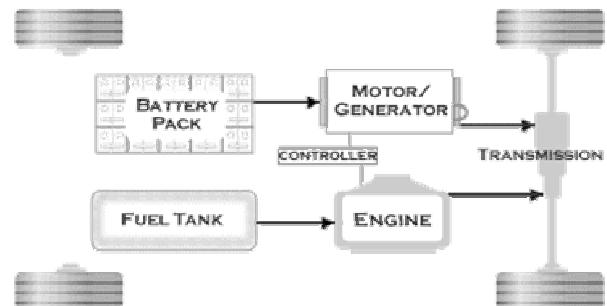 BATTERY
PACK
MOTOR/
GENERATOR
CONTROLLER
TRANSMISSION
FUEL TANK
ENGINE